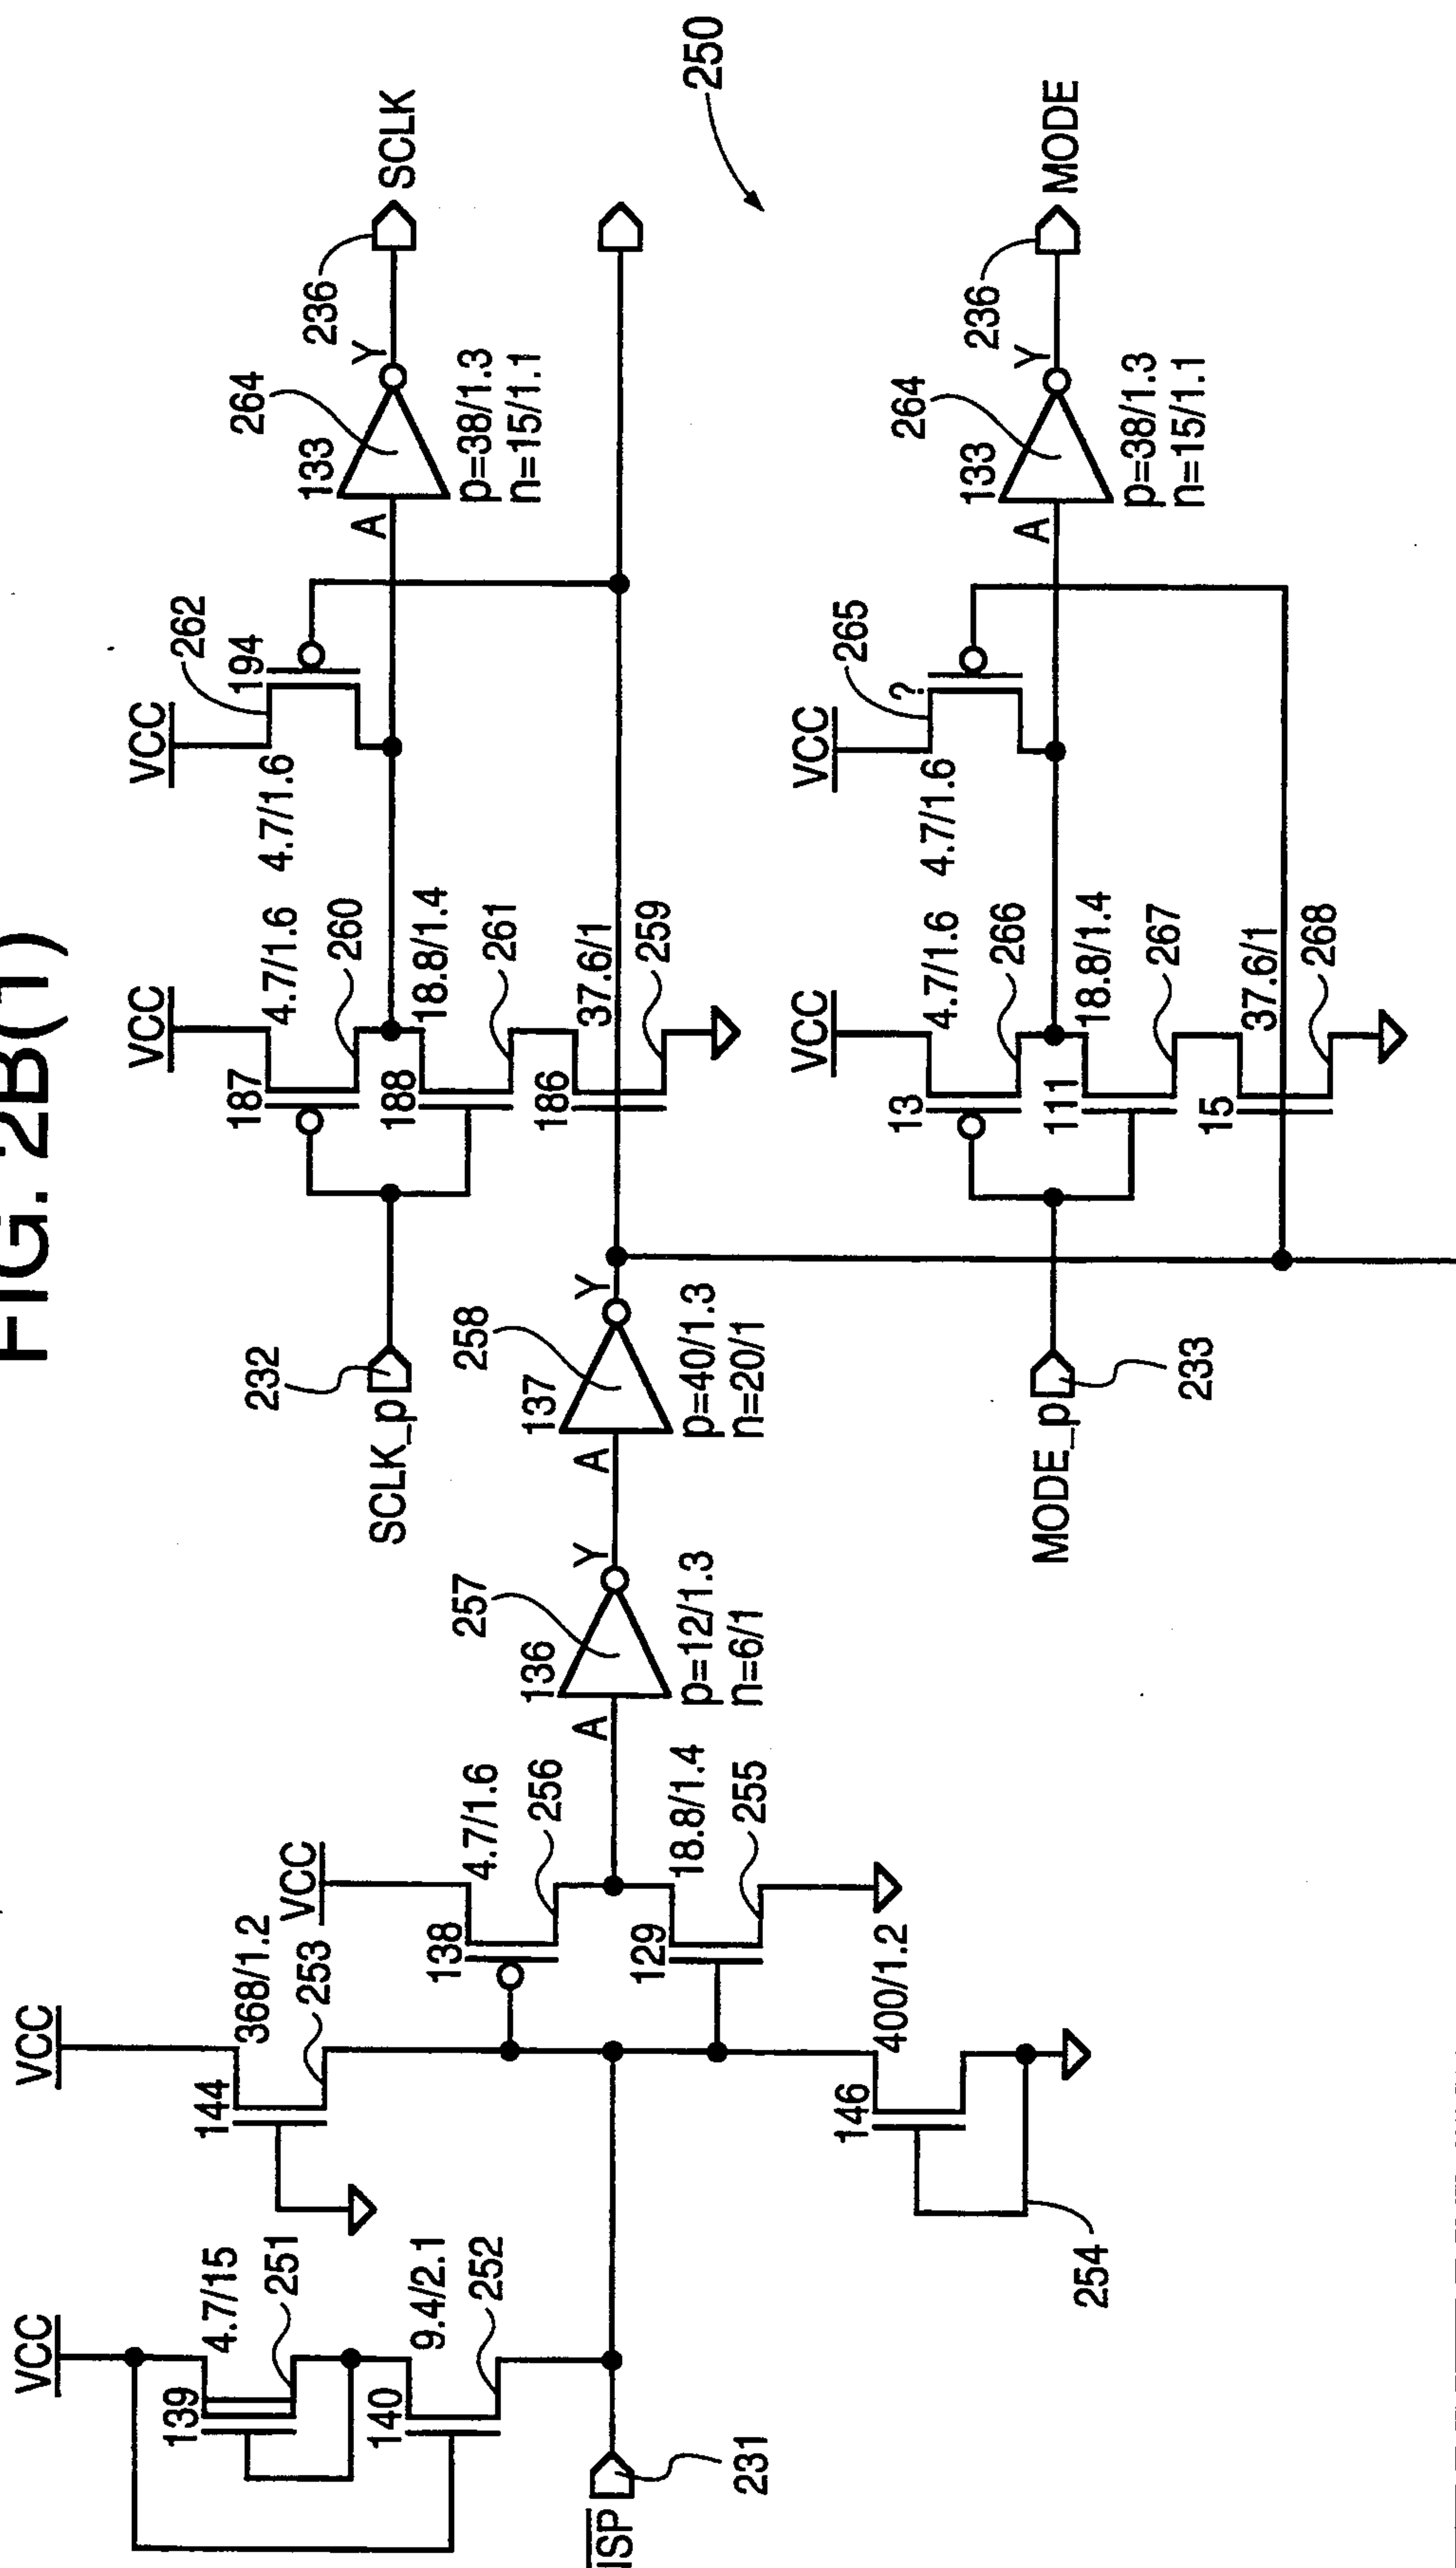 FIG. 2B(1)
VCC
139
4.7/15
251
140
9.4/2.1
252
ISP
231
VCC
144
368/1.2
253
146
400/1.2
254
VCC
138
4.7/1.6
256
129
18.8/1.4
255
A
136
257
Y
p=12/1.3
n=6/1
A
137
258
Y
p=40/1.3
n=20/1
SCLK_p
232
VCC
187
4.7/1.6
260
188
18.8/1.4
261
186
37.6/1
259
VCC
194
262
4.7/1.6
A
133
264
Y
p=38/1.3
n=15/1.1
236
SCLK
250
MODE_p
233
VCC
13
4.7/1.6
266
111
18.8/1.4
267
15
37.6/1
268
VCC
?
265
4.7/1.6
A
133
264
Y
p=38/1.3
n=15/1.1
236
MODE